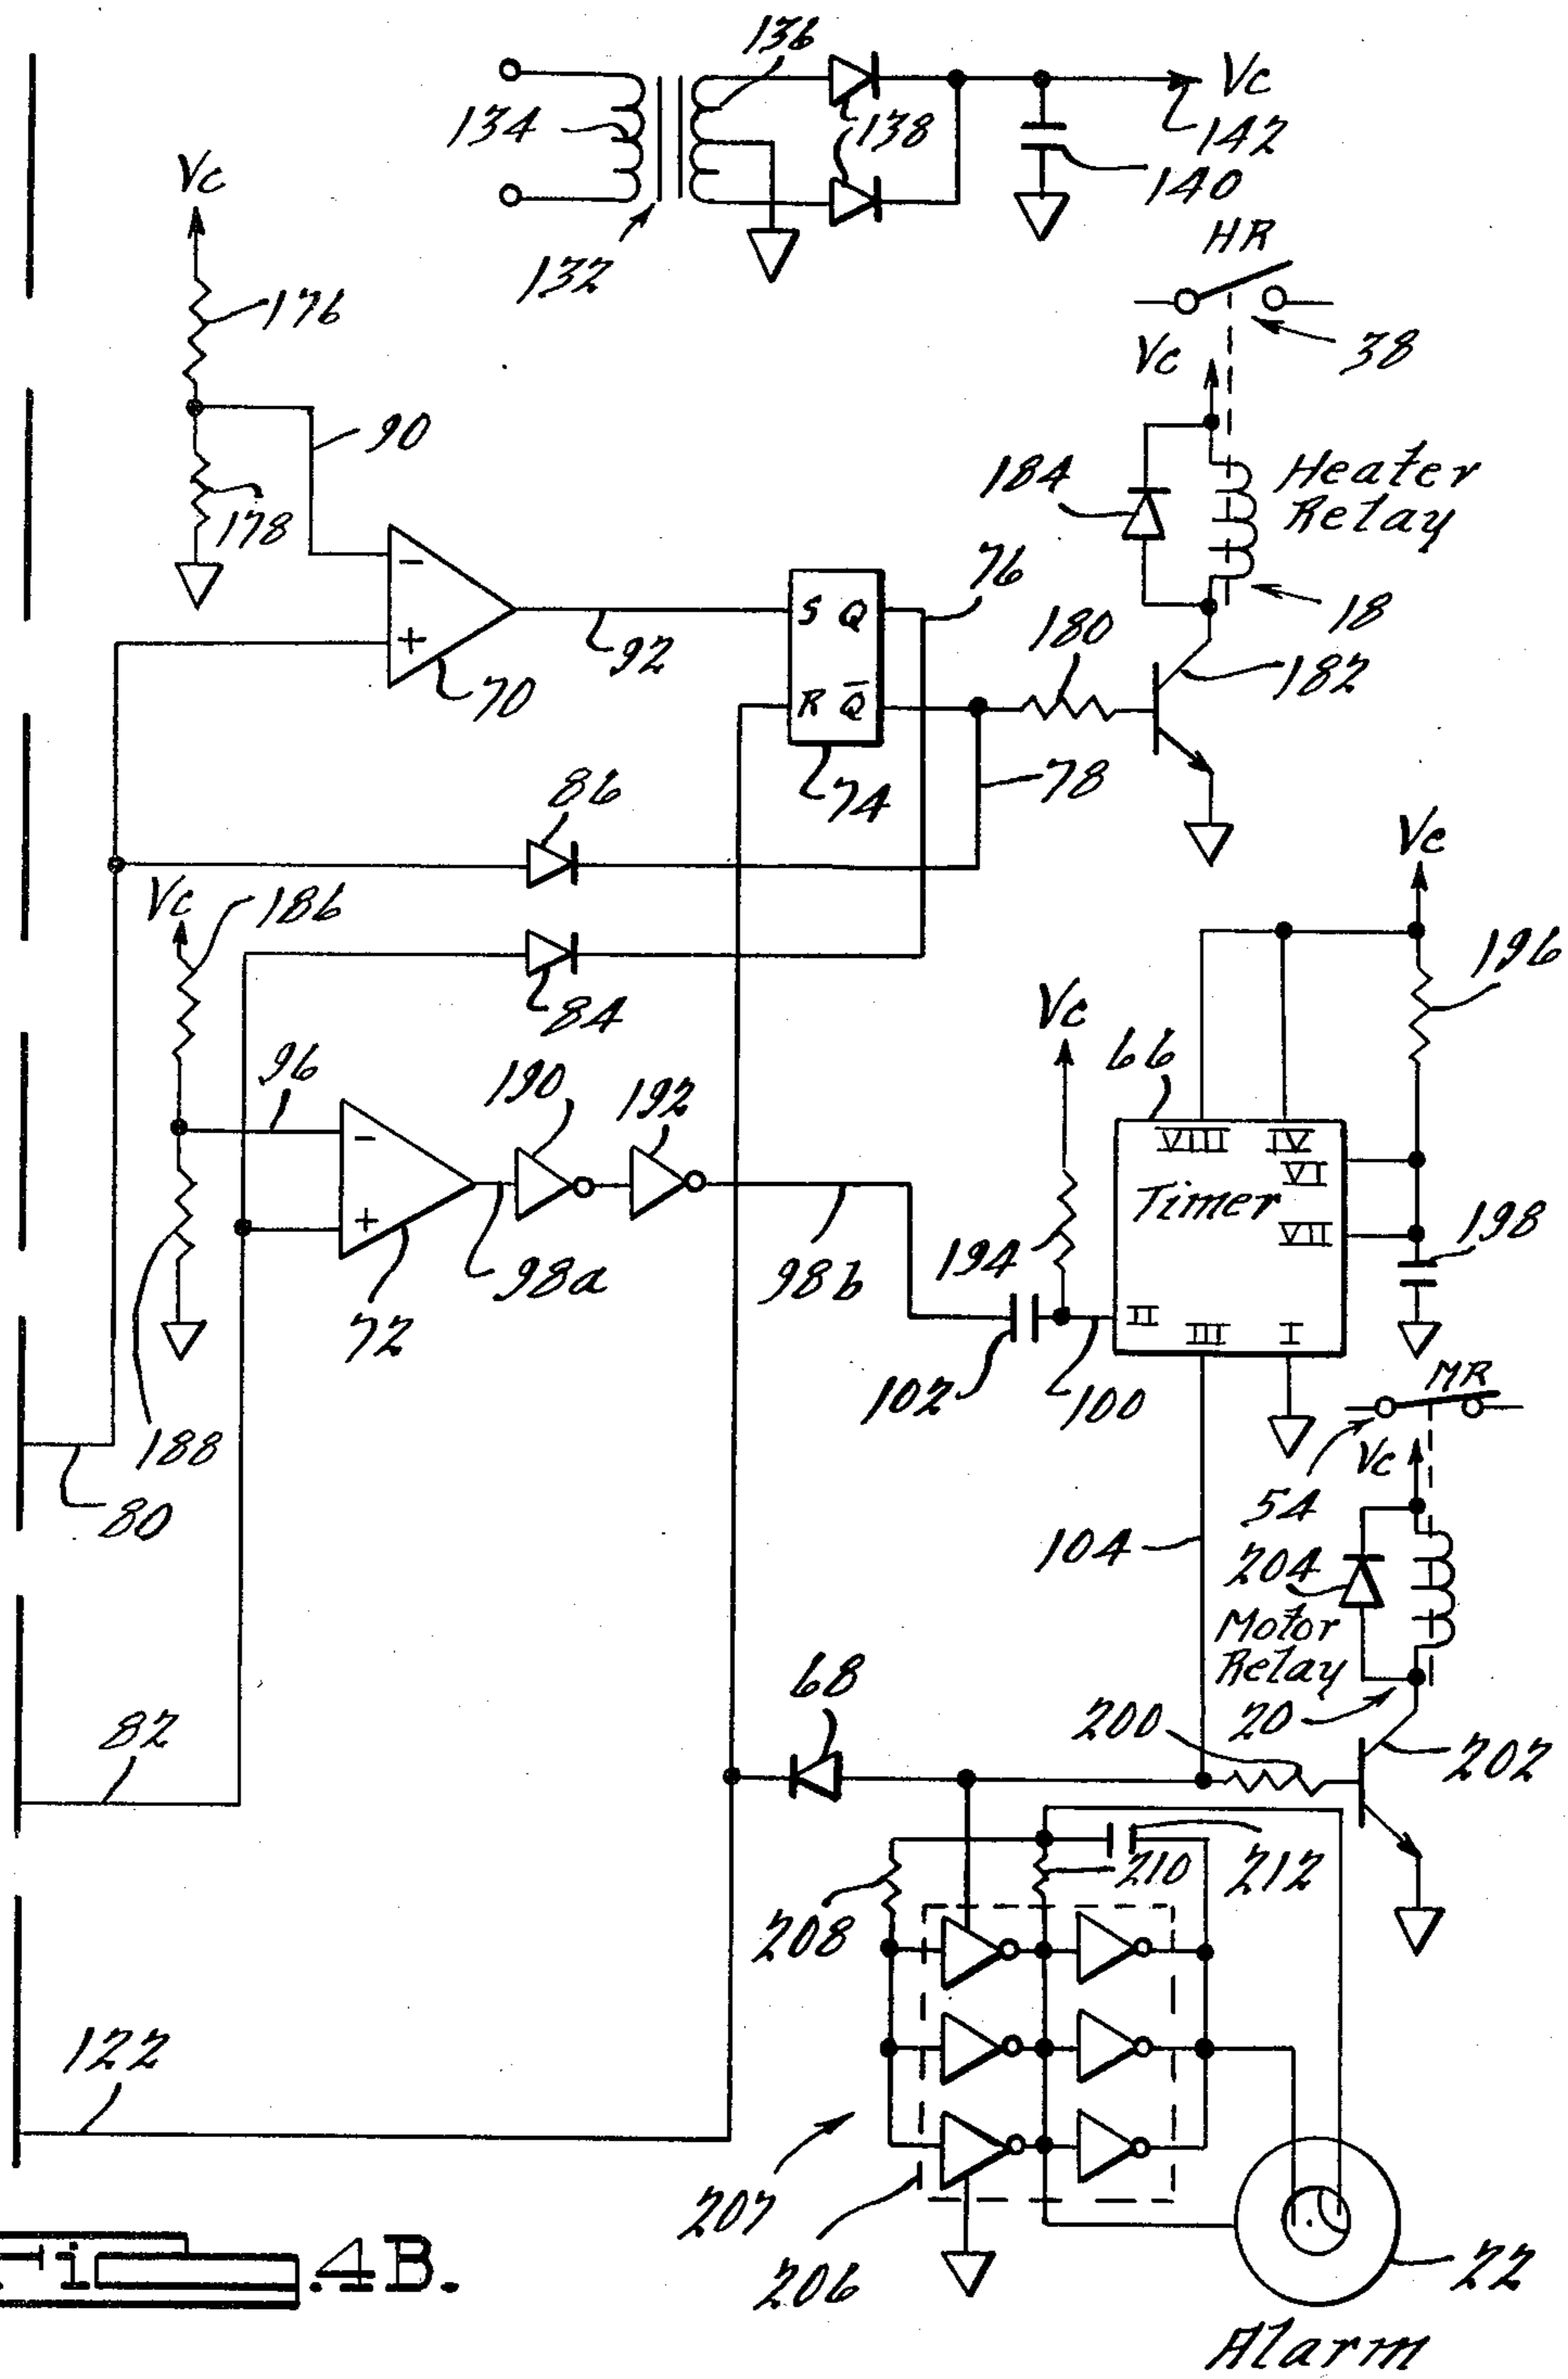 136
Vc
134
138
142
140
Vc
132
HR
176
38
Vc
90
184
Heater
Relay
178
-
76
S Q
180
18
+
92
182
70
R Q̅
86
74
78
Vc
Vc
186
196
84
Vc
66
96
190
192
VIII IV
-
VI
Timer
+
VII
198
194
98a
98b
II
III I
72
102
100
MR
188
54
Vc
80
104
204
Motor
Relay
68
82
200
20
202
210
212
208
122
207
206
22
Fig.4B.
Alarm